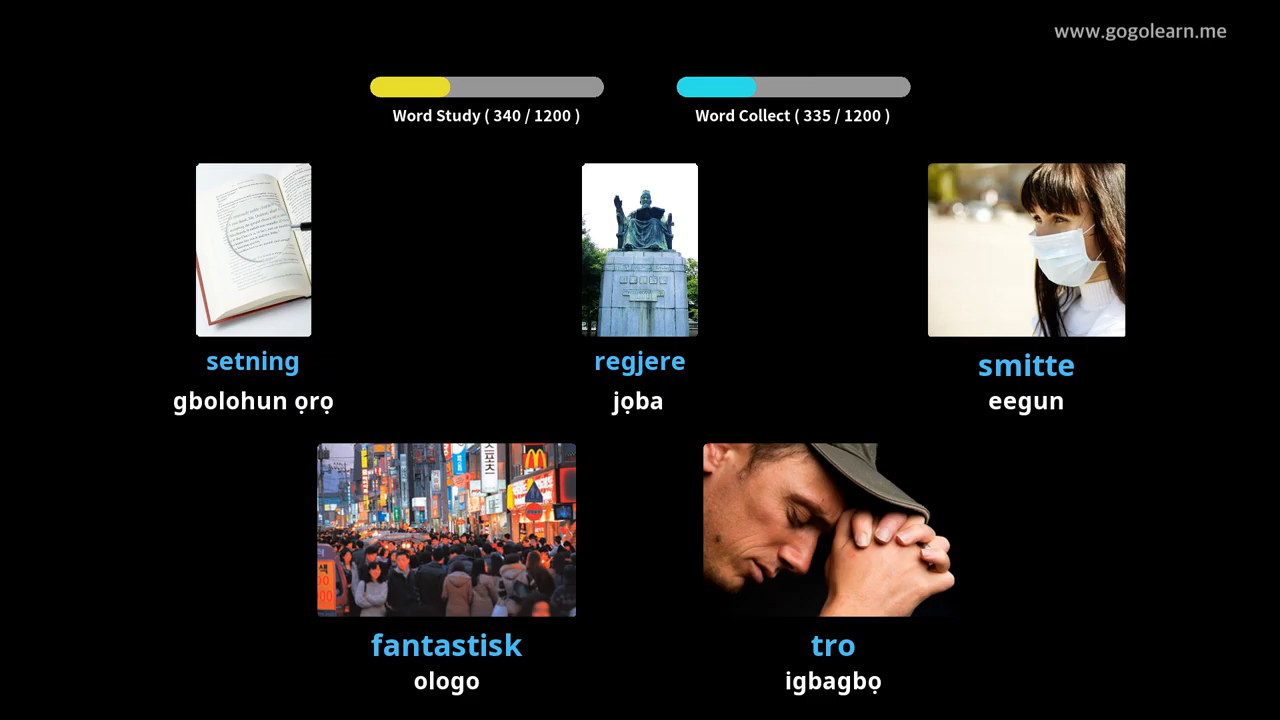 www.gogolearn.me
Word Study ( 340 / 1200 )
Word Collect ( 335 / 1200 )
setning
gbolohun ọrọ
regjere
jọba
smitte
eegun
fantastisk
ologo
tro
igbagbọ